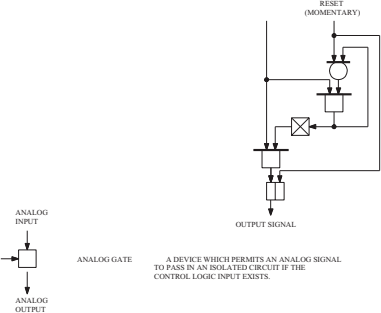 RESET
(MOMENTARY)
OUTPUT SIGNAL
ANALOG
INPUT
ANALOG GATE
A DEVICE WHICH PERMITS AN ANALOG SIGNAL
TO PASS IN AN ISOLATED CIRCUIT IF THE
CONTROL LOGIC INPUT EXISTS.
ANALOG
OUTPUT